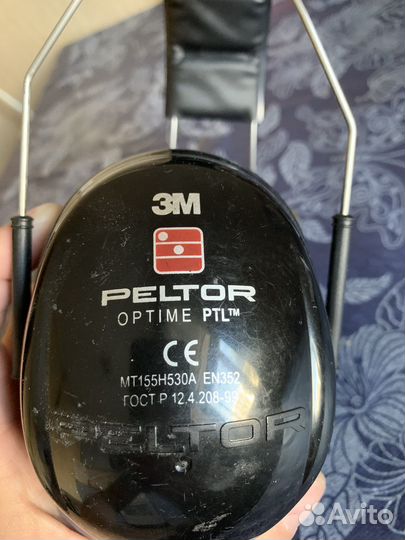 3M
PELTOR
OPTIME PTL™
CE
MT155H530A EN352
ГОСТ Р 12.4.208-99
PELTOR
Avito